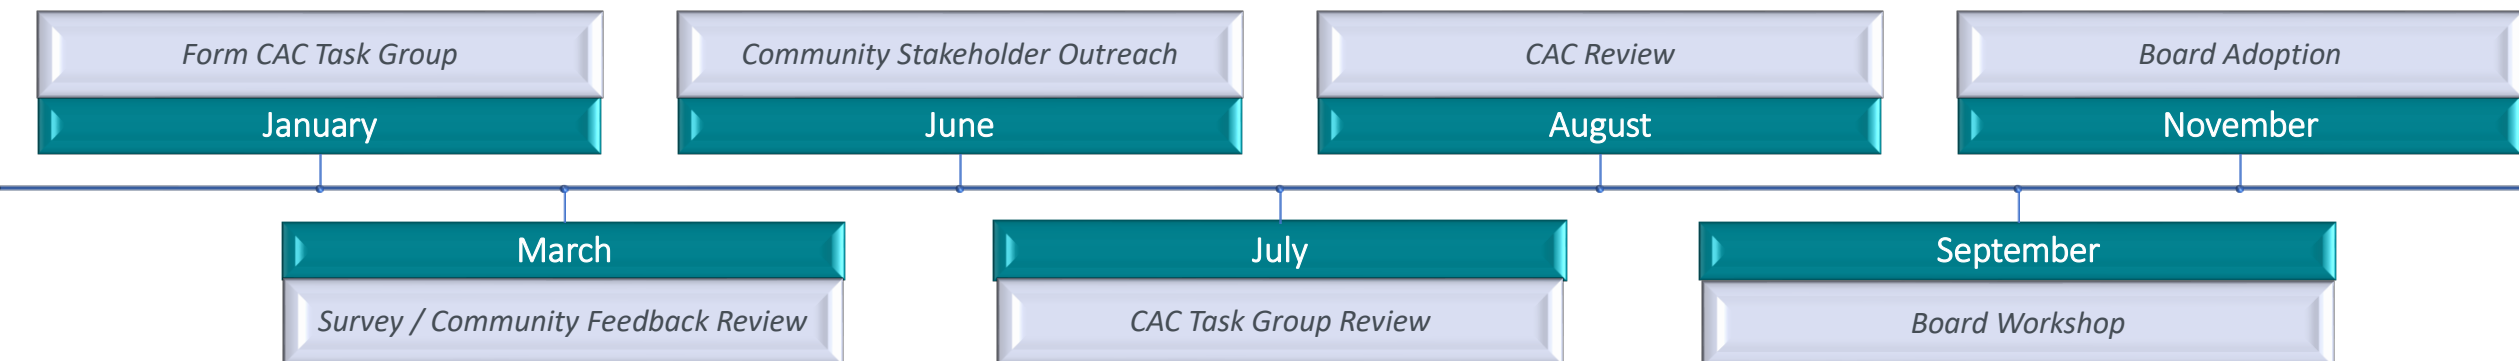 Form CAC Task Group
January
Community Stakeholder Outreach
June
CAC Review
August
Board Adoption
November
March
Survey / Community Feedback Review
July
CAC Task Group Review
September
Board Workshop